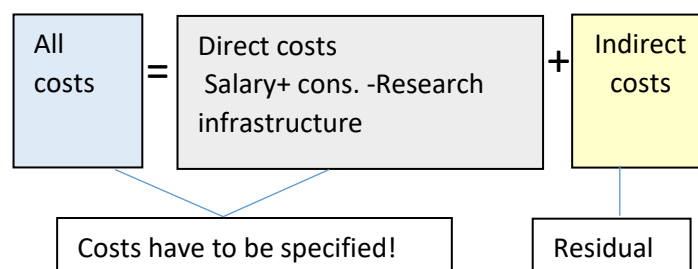 All
costs
=
Direct costs
Salary+ cons. -Research
infrastructure
+
Indirect
costs
Costs have to be specified!
Residual